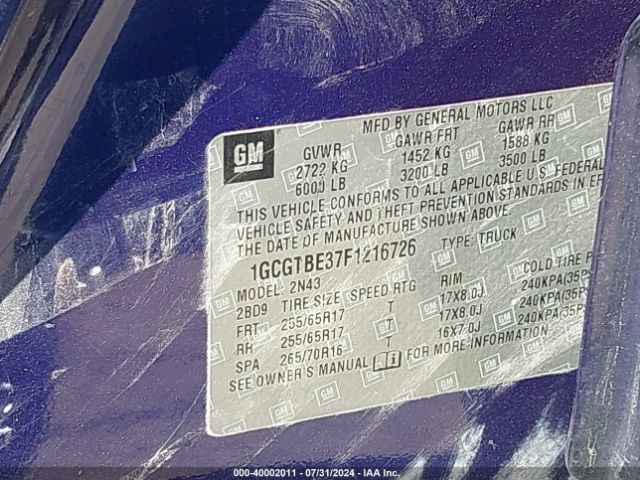 MFD BY GENERAL MOTORS LLC
GM GVWR GAWR FRT GAWR RR
2722 KG 1452 KG 1588 KG
6000 LB 3200 LB 3500 LB
THIS VEHICLE CONFORMS TO ALL APPLICABLE U.S. FEDERAL
VEHICLE SAFETY AND THEFT PREVENTION STANDARDS IN EF
THE DATE OF MANUFACTURE SHOWN ABOVE.
1GCGTBE37F1216726 TYPE: TRUCK
MODEL: 2N43
2BD9 TIRE SIZE SPEED RTG RIM COLD TIRE P
FRT 255/65R17 T 17X8.0J 240KPA(35P
RR 255/65R17 T 17X8.0J 240KPA(35P
SPA 265/70R16 T 16X7.0J 240KPA(35P
SEE OWNER'S MANUAL FOR MORE INFORMATION
000-40002011 - 07/31/2024 - IAA Inc.